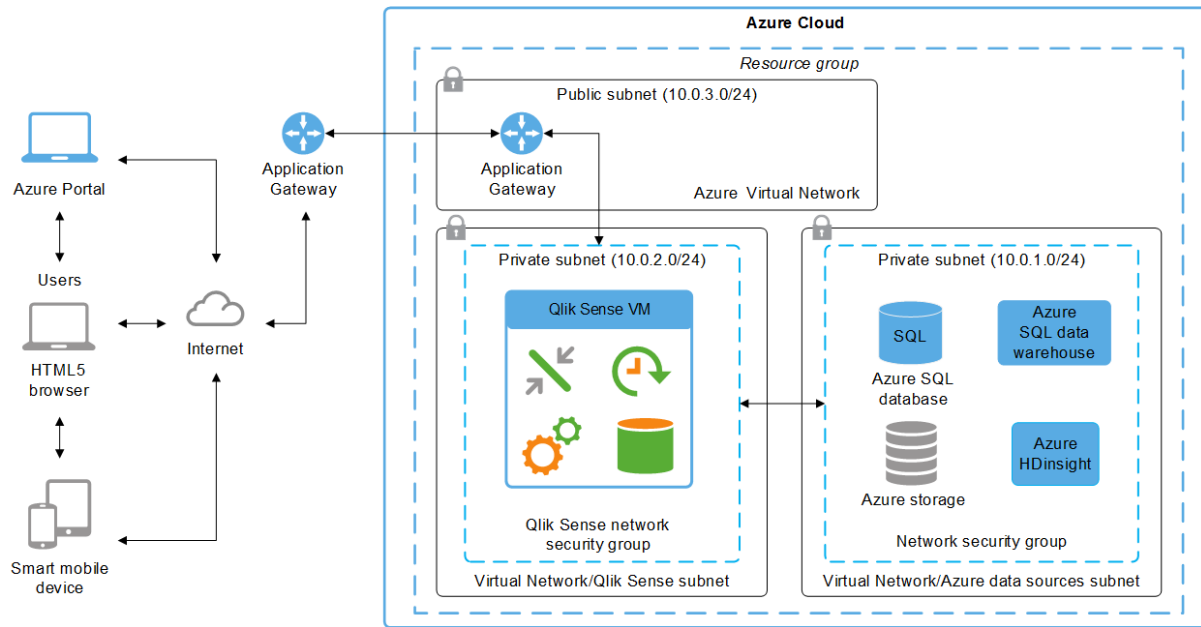 Azure Cloud
Resource group
Public subnet (10.0.3.0/24)
Application
Gateway
Azure Virtual Network
Application
Gateway
Azure Portal
Users
HTML5
browser
Internet
Smart mobile
device
Private subnet (10.0.2.0/24)
Qlik Sense VM
Qlik Sense network
security group
Virtual Network/Qlik Sense subnet
Private subnet (10.0.1.0/24)
SQL
Azure SQL
database
Azure
SQL data
warehouse
Azure storage
Azure
HDinsight
Network security group
Virtual Network/Azure data sources subnet